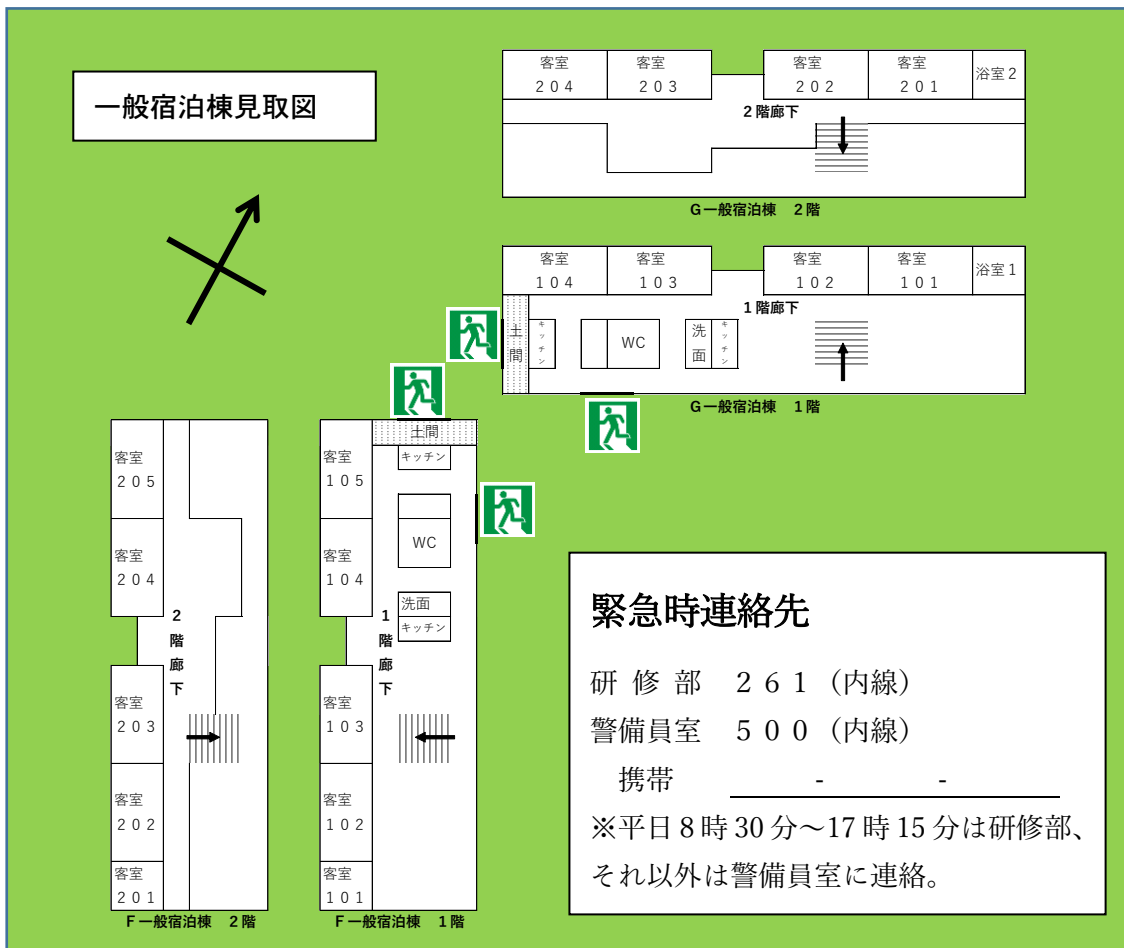 一般宿泊棟見取図
客室
２０４
客室
２０３
客室
２０２
客室
２０１
浴室２
２階廊下
G一般宿泊棟　２階
客室
１０４
客室
１０３
客室
１０２
客室
１０１
浴室１
１階廊下
土間
キッチン
WC
洗面
キッチン
G一般宿泊棟　１階
客室
２０５
客室
２０４
２階廊下
客室
２０３
客室
２０２
客室
２０１
F一般宿泊棟　２階
客室
１０５
客室
１０４
１階廊下
客室
１０３
客室
１０２
客室
１０１
土間
キッチン
WC
洗面
キッチン
F一般宿泊棟　１階
緊急時連絡先
研 修 部　２６１（内線）
警備員室　５００（内線）
携帯　　-　　-
※平日８時30分～17時15分は研修部、
それ以外は警備員室に連絡。